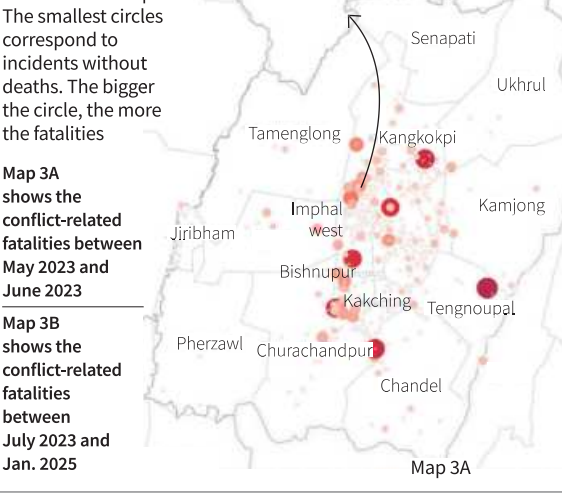 The smallest circles
correspond to
incidents without
deaths. The bigger
the circle, the more
the fatalities
Map 3A
shows the
conflict-related
fatalities between
May 2023 and
June 2023
Map 3B
shows the
conflict-related
fatalities
between
July 2023 and
Jan. 2025
Senapati
Ukhrul
Tamenglong
Kangkokpi
Imphal
west
Kamjong
Jiribham
Bishnupur
Kakching
Tengnoupal
Pherzawl
Churachandpur
Chandel
Map 3A